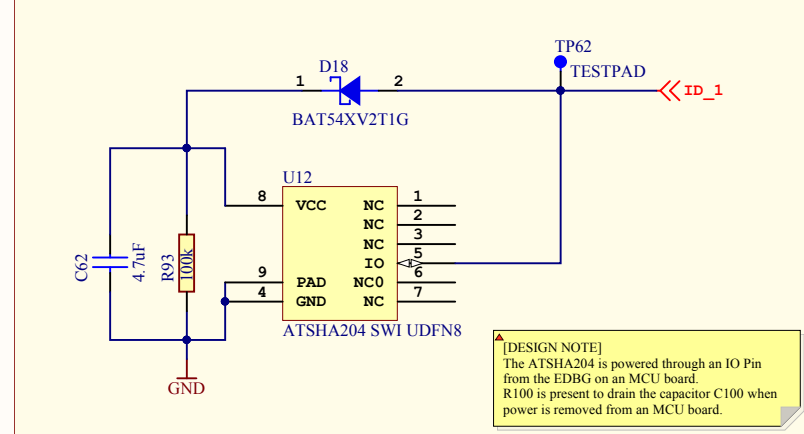 TP62
TESTPAD
D18
1
2
ID_1
BAT54XV2T1G
U12
8
VCC
NC
1
NC
2
NC
3
IO
5
9
PAD
NC0
6
4
GND
NC
7
C62
4.7uF
R93
100k
ATSHA204 SWI UDFN8
GND
[DESIGN NOTE]
The ATSHA204 is powered through an IO Pin
from the EDBG on an MCU board.
R100 is present to drain the capacitor C100 when
power is removed from an MCU board.